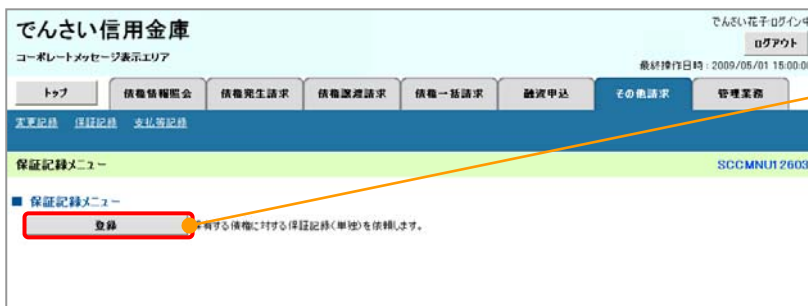 でんさい信用金庫
でんさい花子ログイン中
ログアウト
コーポレートメッセージ表示エリア
最終操作日時：2009/05/01 15:00:00
トップ 債権情報照会 債権発生請求 債権譲渡請求 債権一括請求 融資申込 その他請求 管理業務
変更記録 保証記録 支払等記録
保証記録メニュー SCCMNU12603
■ 保証記録メニュー
登録 有する債権に対する保証記録（単独）を依頼します。